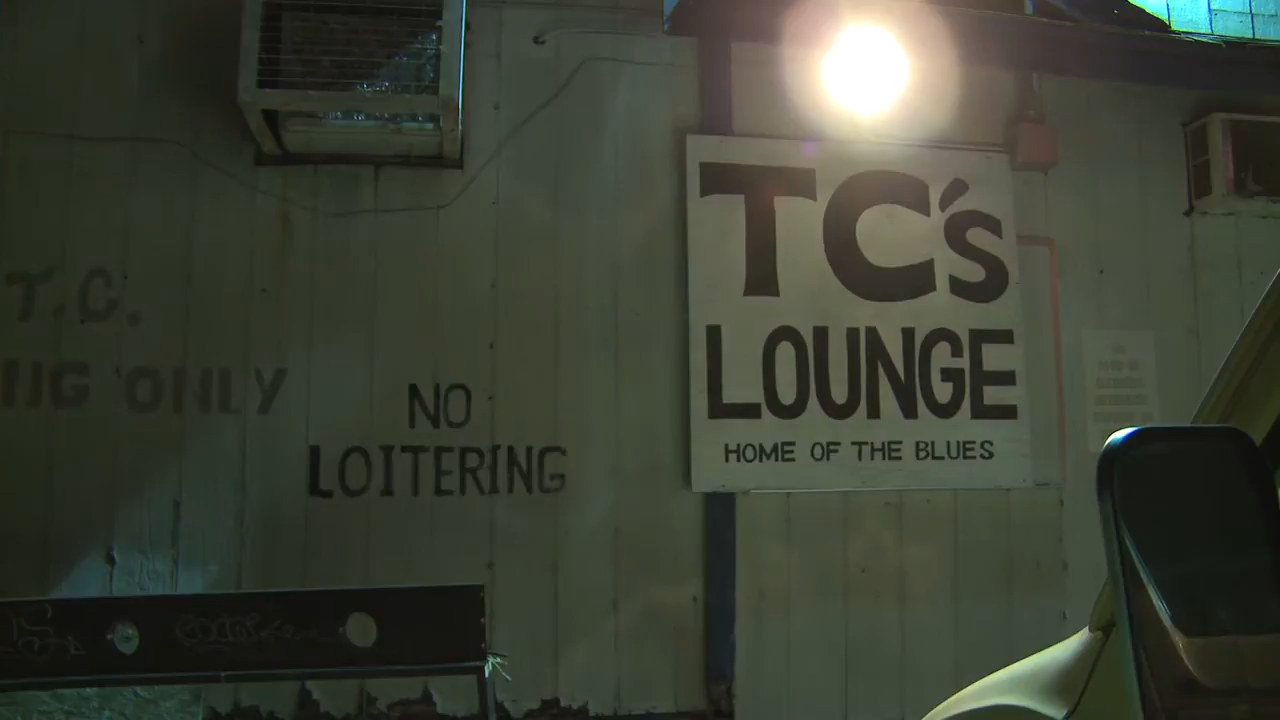 TC's
LOUNGE
HOME OF THE BLUES
NO
LOITERING
T.C.
ONLY